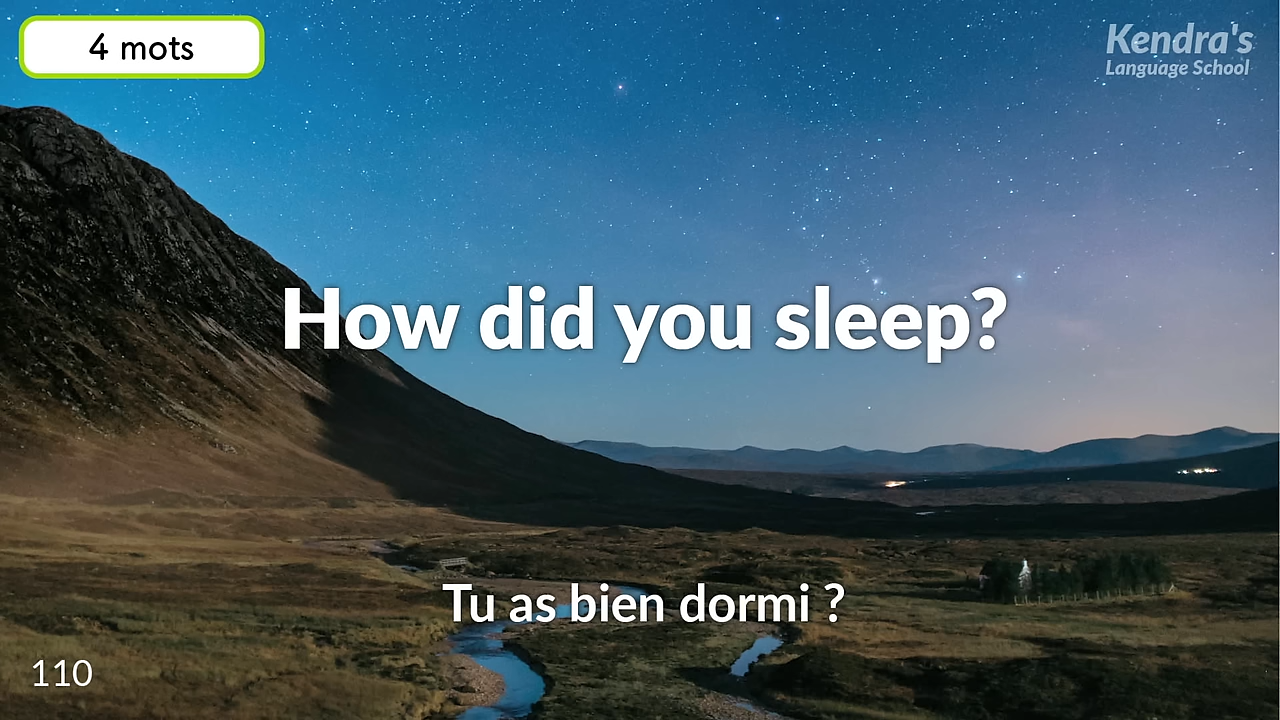 4 mots
Kendra's
Language School
How did you sleep?
Tu as bien dormi ?
110